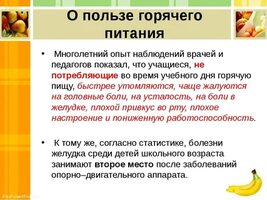 О пользе горячего
питания
• Многолетний опыт наблюдений врачей и
педагогов показал, что учащиеся, не
потребляющие во время учебного дня горячую
пищу, быстрее утомляются, чаще жалуются
на головные боли, на усталость, на боли в
желудке, плохой привкус во рту, плохое
настроение и пониженную работоспособность.
• К тому же, согласно статистике, болезни
желудка среди детей школьного возраста
занимают второе место после заболеваний
опорно–двигательного аппарата.